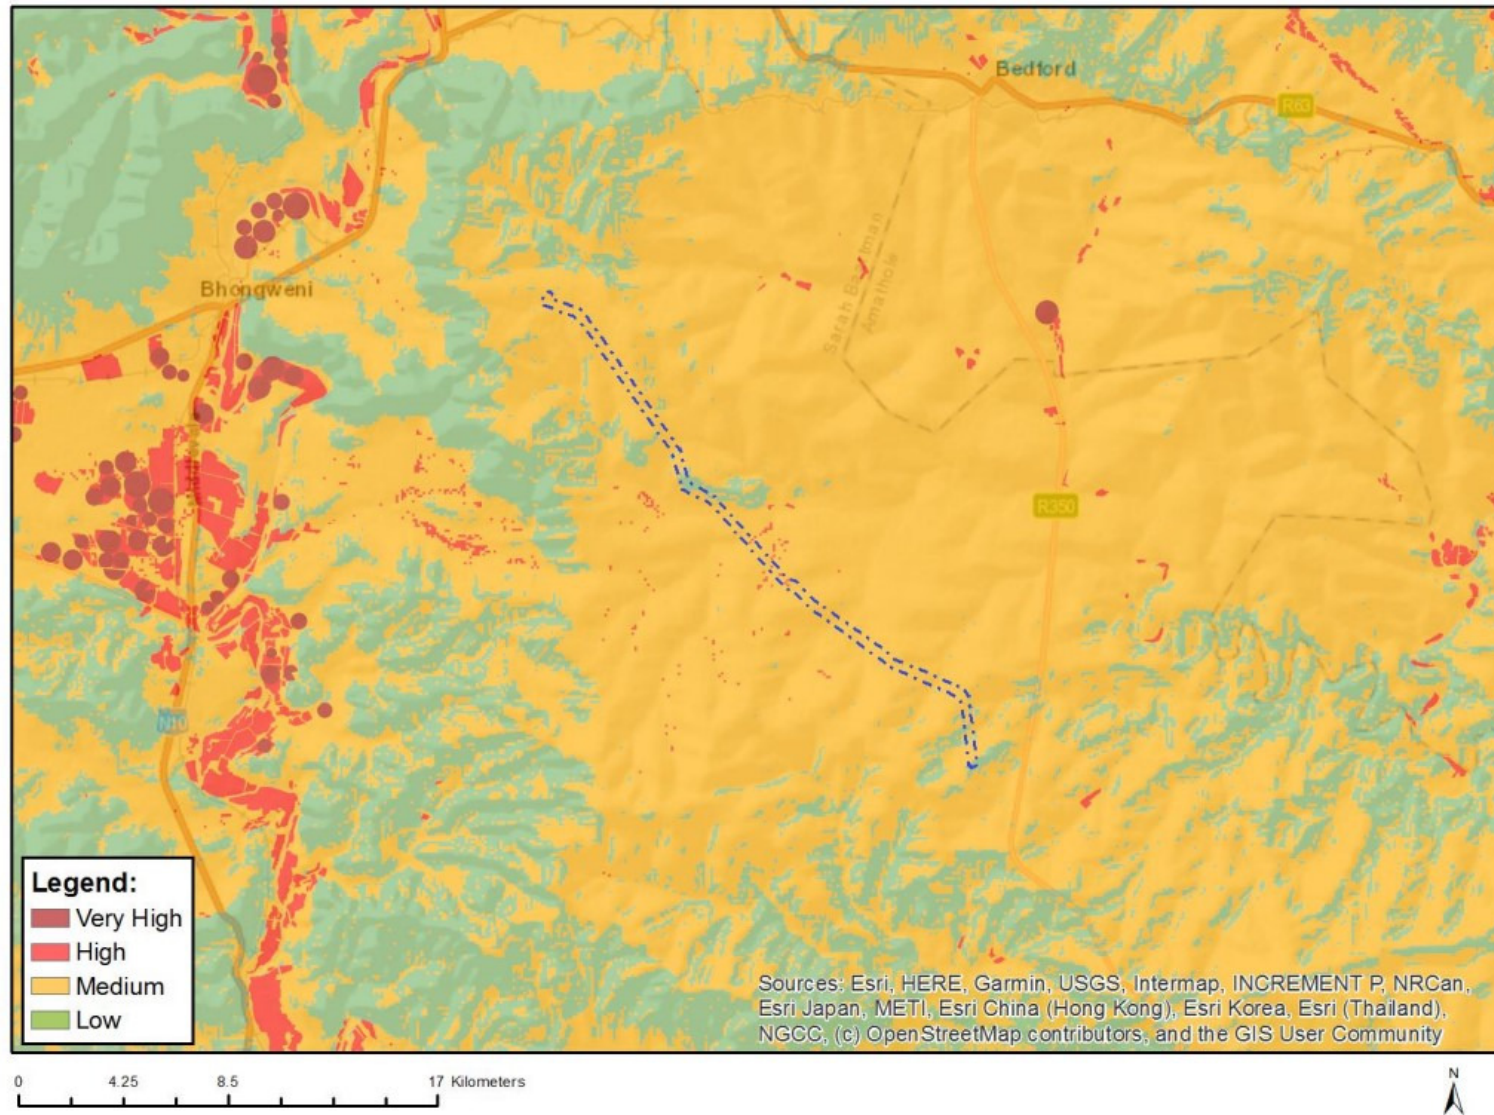 Bedford
R63
Sarah Baartman
Amathole
Bhongweni
R350
N10
Legend:
Very High
High
Medium
Low
Sources: Esri, HERE, Garmin, USGS, Intermap, INCREMENT P, NRCan,
Esri Japan, METI, Esri China (Hong Kong), Esri Korea, Esri (Thailand),
NGCC, (c) OpenStreetMap contributors, and the GIS User Community
0 4.25 8.5 17 Kilometers
N